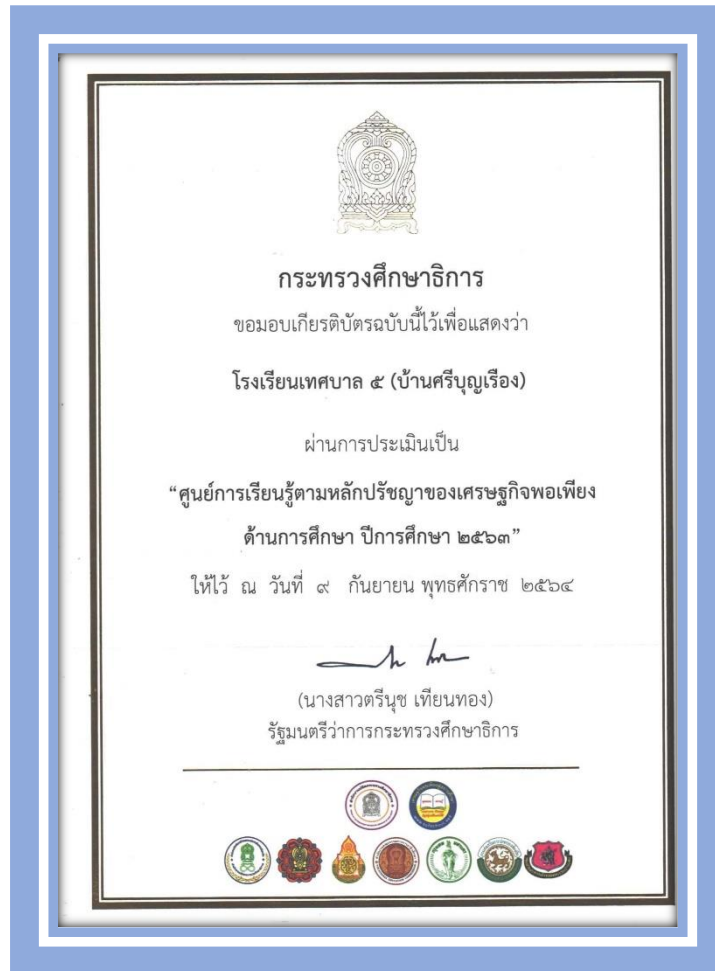 กระทรวงศึกษาธิการ
ขอมอบเกียรติบัตรฉบับนี้ไว้เพื่อแสดงว่า
โรงเรียนเทศบาล ๕ (บ้านศรีบุญเรือง)
ผ่านการประเมินเป็น
“ศูนย์การเรียนรู้ตามหลักปรัชญาของเศรษฐกิจพอเพียง
ด้านการศึกษา ปีการศึกษา ๒๕๖๓”
ให้ไว้ ณ วันที่ ๙ กันยายน พุทธศักราช ๒๕๖๔
(นางสาวตรีนุช เทียนทอง)
รัฐมนตรีว่าการกระทรวงศึกษาธิการ